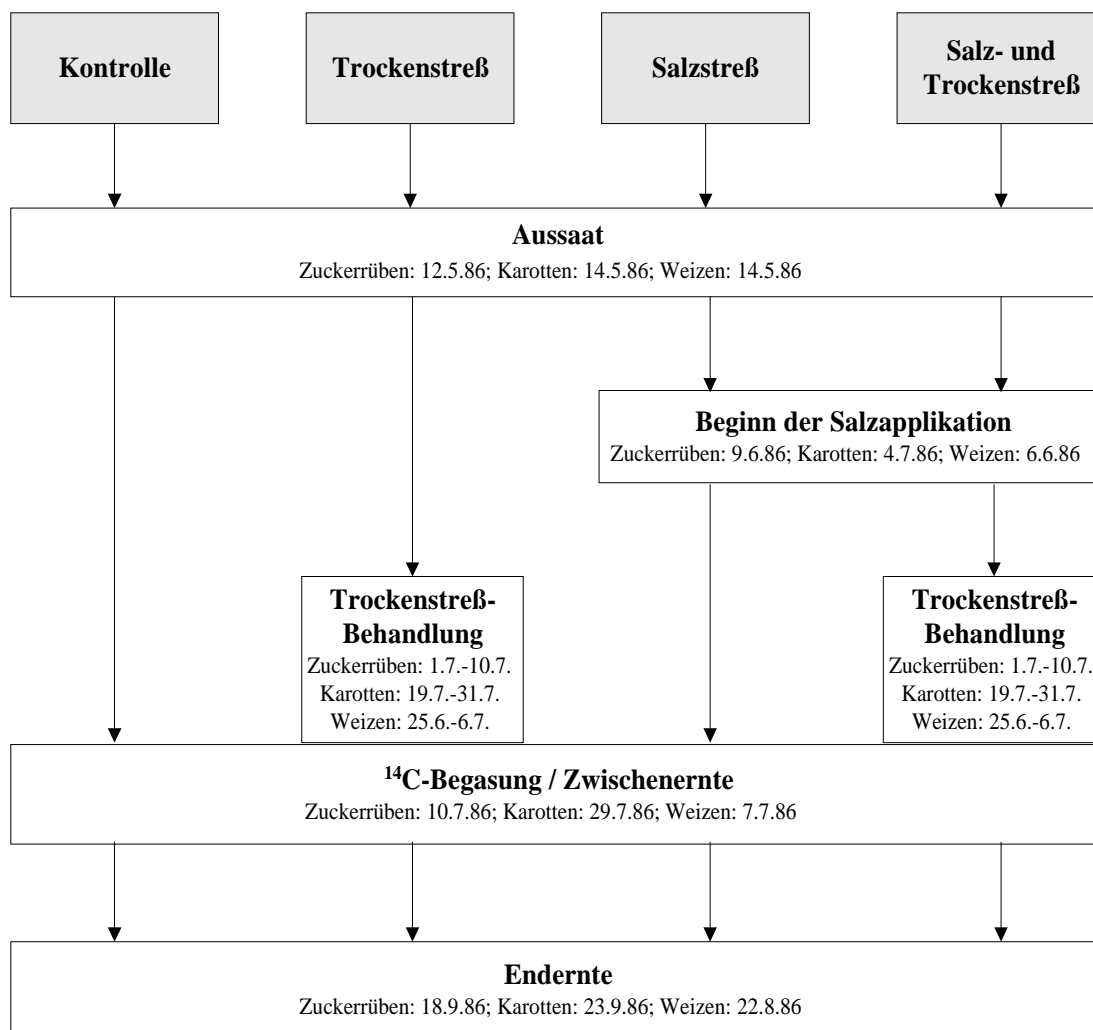 Kontrolle
Trockenstreß
Salzstreß
Salz- und
Trockenstreß
Aussaat
Zuckerrüben: 12.5.86; Karotten: 14.5.86; Weizen: 14.5.86
Beginn der Salzapplikation
Zuckerrüben: 9.6.86; Karotten: 4.7.86; Weizen: 6.6.86
Trockenstreß-
Behandlung
Zuckerrüben: 1.7.-10.7.
Karotten: 19.7.-31.7.
Weizen: 25.6.-6.7.
Trockenstreß-
Behandlung
Zuckerrüben: 1.7.-10.7.
Karotten: 19.7.-31.7.
Weizen: 25.6.-6.7.
¹⁴C-Begasung / Zwischenernte
Zuckerrüben: 10.7.86; Karotten: 29.7.86; Weizen: 7.7.86
Endernte
Zuckerrüben: 18.9.86; Karotten: 23.9.86; Weizen: 22.8.86